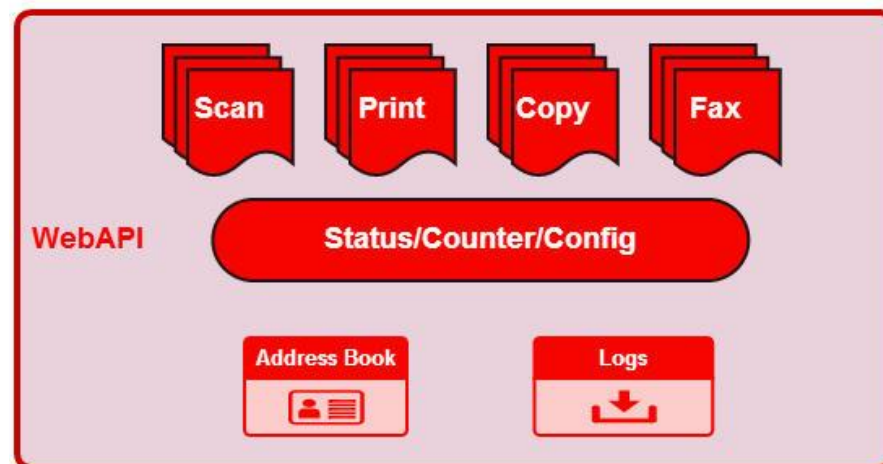 Scan
Print
Copy
Fax
WebAPI
Status/Counter/Config
Address Book
Logs